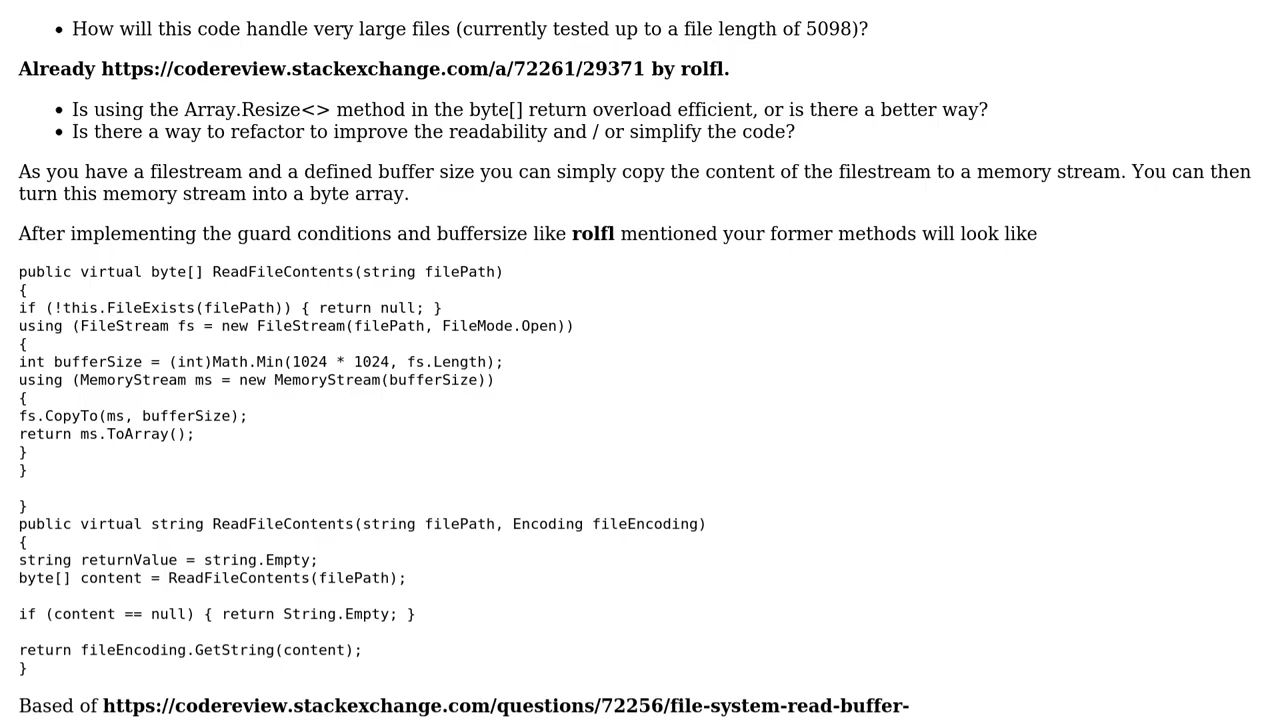 • How will this code handle very large files (currently tested up to a file length of 5098)?
Already https://codereview.stackexchange.com/a/72261/29371 by rolfl.
• Is using the Array.Resize<> method in the byte[] return overload efficient, or is there a better way?
• Is there a way to refactor to improve the readability and / or simplify the code?
As you have a filestream and a defined buffer size you can simply copy the content of the filestream to a memory stream. You can then
turn this memory stream into a byte array.
After implementing the guard conditions and buffersize like rolfl mentioned your former methods will look like
public virtual byte[] ReadFileContents(string filePath)
{
if (!this.FileExists(filePath)) { return null; }
using (FileStream fs = new FileStream(filePath, FileMode.Open))
{
int bufferSize = (int)Math.Min(1024 * 1024, fs.Length);
using (MemoryStream ms = new MemoryStream(bufferSize))
{
fs.CopyTo(ms, bufferSize);
return ms.ToArray();
}
}
}
public virtual string ReadFileContents(string filePath, Encoding fileEncoding)
{
string returnValue = string.Empty;
byte[] content = ReadFileContents(filePath);
if (content == null) { return String.Empty; }
return fileEncoding.GetString(content);
}
Based of https://codereview.stackexchange.com/questions/72256/file-system-read-buffer-